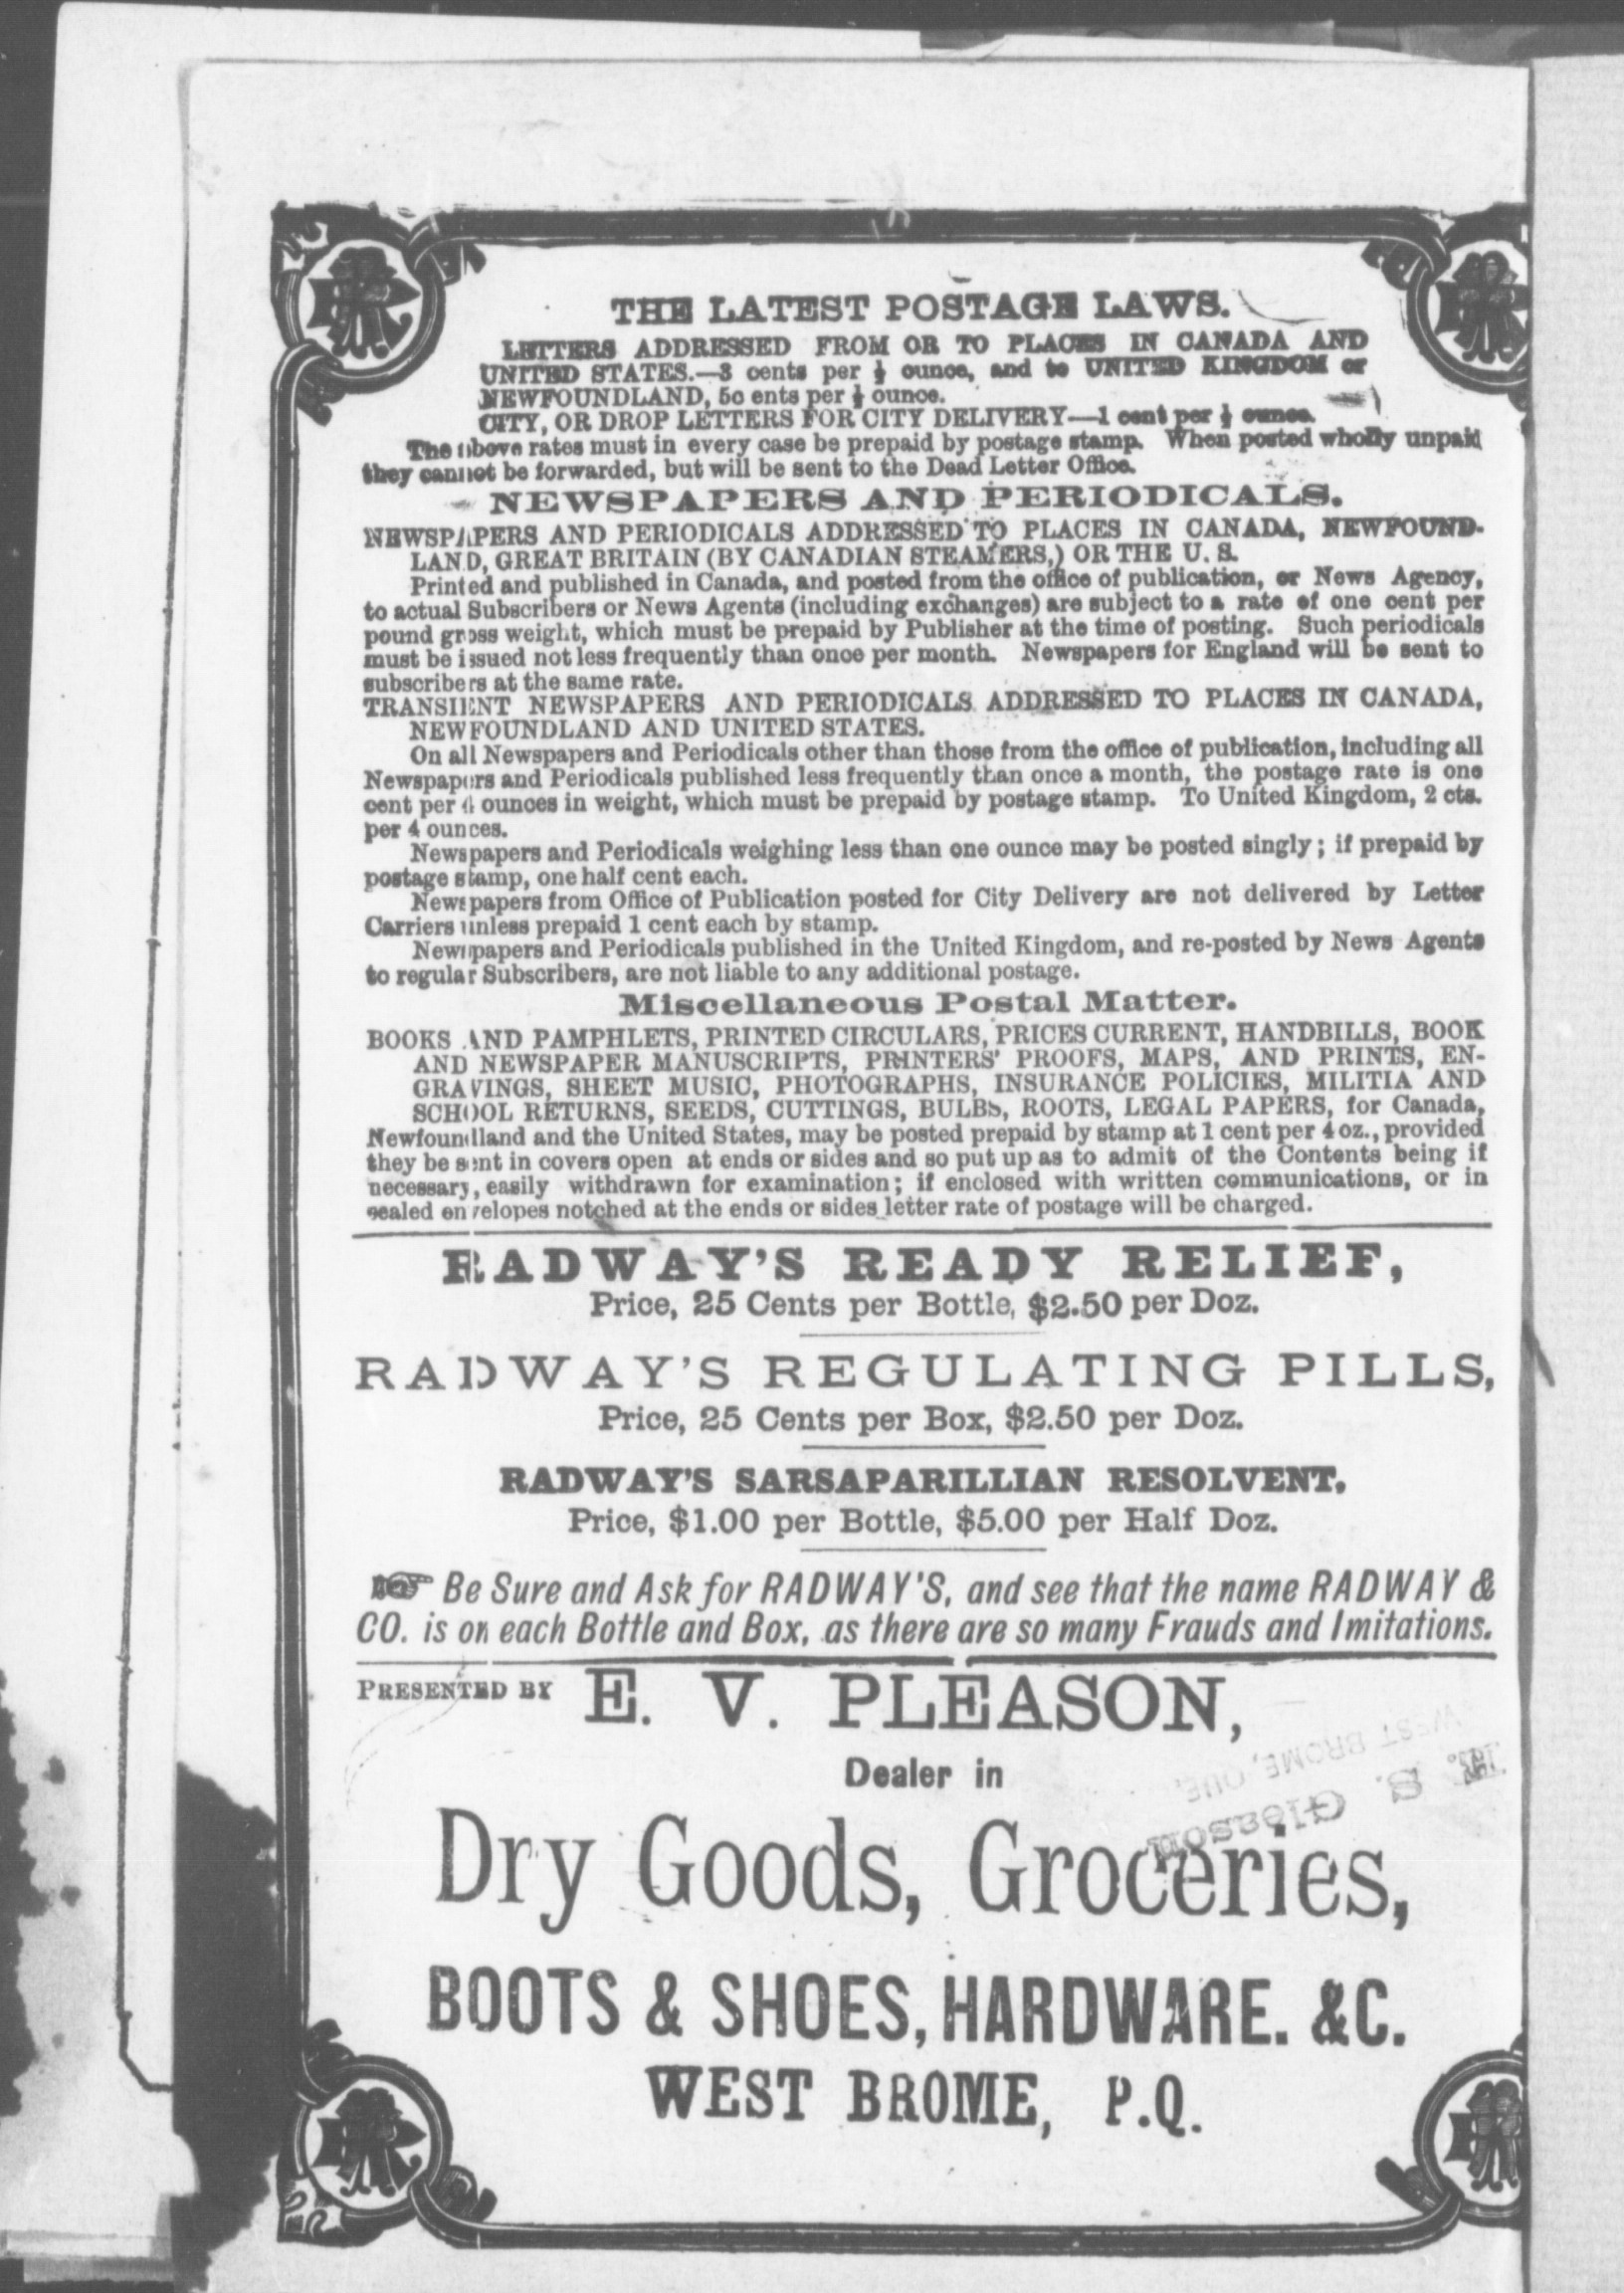 THE LATEST POSTAGE LAWS.
LETTERS ADDRESSED FROM OR TO PLACES IN CANADA AND
UNITED STATES.—3 cents per ½ ounce, and to UNITED KINGDOM or
NEWFOUNDLAND, 5c ents per ½ ounce.
CITY, OR DROP LETTERS FOR CITY DELIVERY—1 cent per ½ ounce.
The above rates must in every case be prepaid by postage stamp. When posted wholly unpaid
they cannot be forwarded, but will be sent to the Dead Letter Office.
NEWSPAPERS AND PERIODICALS.
NEWSPAPERS AND PERIODICALS ADDRESSED TO PLACES IN CANADA, NEWFOUND-
LAND, GREAT BRITAIN (BY CANADIAN STEAMERS,) OR THE U. S.
Printed and published in Canada, and posted from the office of publication, or News Agency,
to actual Subscribers or News Agents (including exchanges) are subject to a rate of one cent per
pound gross weight, which must be prepaid by Publisher at the time of posting. Such periodicals
must be issued not less frequently than once per month. Newspapers for England will be sent to
subscribers at the same rate.
TRANSIENT NEWSPAPERS AND PERIODICALS ADDRESSED TO PLACES IN CANADA,
NEWFOUNDLAND AND UNITED STATES.
On all Newspapers and Periodicals other than those from the office of publication, including all
Newspapers and Periodicals published less frequently than once a month, the postage rate is one
cent per 4 ounces in weight, which must be prepaid by postage stamp. To United Kingdom, 2 cts.
per 4 ounces.
Newspapers and Periodicals weighing less than one ounce may be posted singly; if prepaid by
postage stamp, one half cent each.
Newspapers from Office of Publication posted for City Delivery are not delivered by Letter
Carriers unless prepaid 1 cent each by stamp.
Newspapers and Periodicals published in the United Kingdom, and re-posted by News Agents
to regular Subscribers, are not liable to any additional postage.
Miscellaneous Postal Matter.
BOOKS AND PAMPHLETS, PRINTED CIRCULARS, PRICES CURRENT, HANDBILLS, BOOK
AND NEWSPAPER MANUSCRIPTS, PRINTERS' PROOFS, MAPS, AND PRINTS, EN-
GRAVINGS, SHEET MUSIC, PHOTOGRAPHS, INSURANCE POLICIES, MILITIA AND
SCHOOL RETURNS, SEEDS, CUTTINGS, BULBS, ROOTS, LEGAL PAPERS, for Canada,
Newfoundland and the United States, may be posted prepaid by stamp at 1 cent per 4 oz., provided
they be sent in covers open at ends or sides and so put up as to admit of the Contents being if
necessary, easily withdrawn for examination; if enclosed with written communications, or in
sealed envelopes notched at the ends or sides letter rate of postage will be charged.
RADWAY'S READY RELIEF,
Price, 25 Cents per Bottle, $2.50 per Doz.
RADWAY'S REGULATING PILLS,
Price, 25 Cents per Box, $2.50 per Doz.
RADWAY'S SARSAPARILLIAN RESOLVENT.
Price, $1.00 per Bottle, $5.00 per Half Doz.
☞ Be Sure and Ask for RADWAY'S, and see that the name RADWAY &
CO. is on each Bottle and Box, as there are so many Frauds and Imitations.
PRESENTED BY E. V. PLEASON,
Dealer in
E. S. Gleason
WEST BROME, QUE.
Dry Goods, Groceries,
BOOTS & SHOES, HARDWARE. &C.
WEST BROME, P.Q.